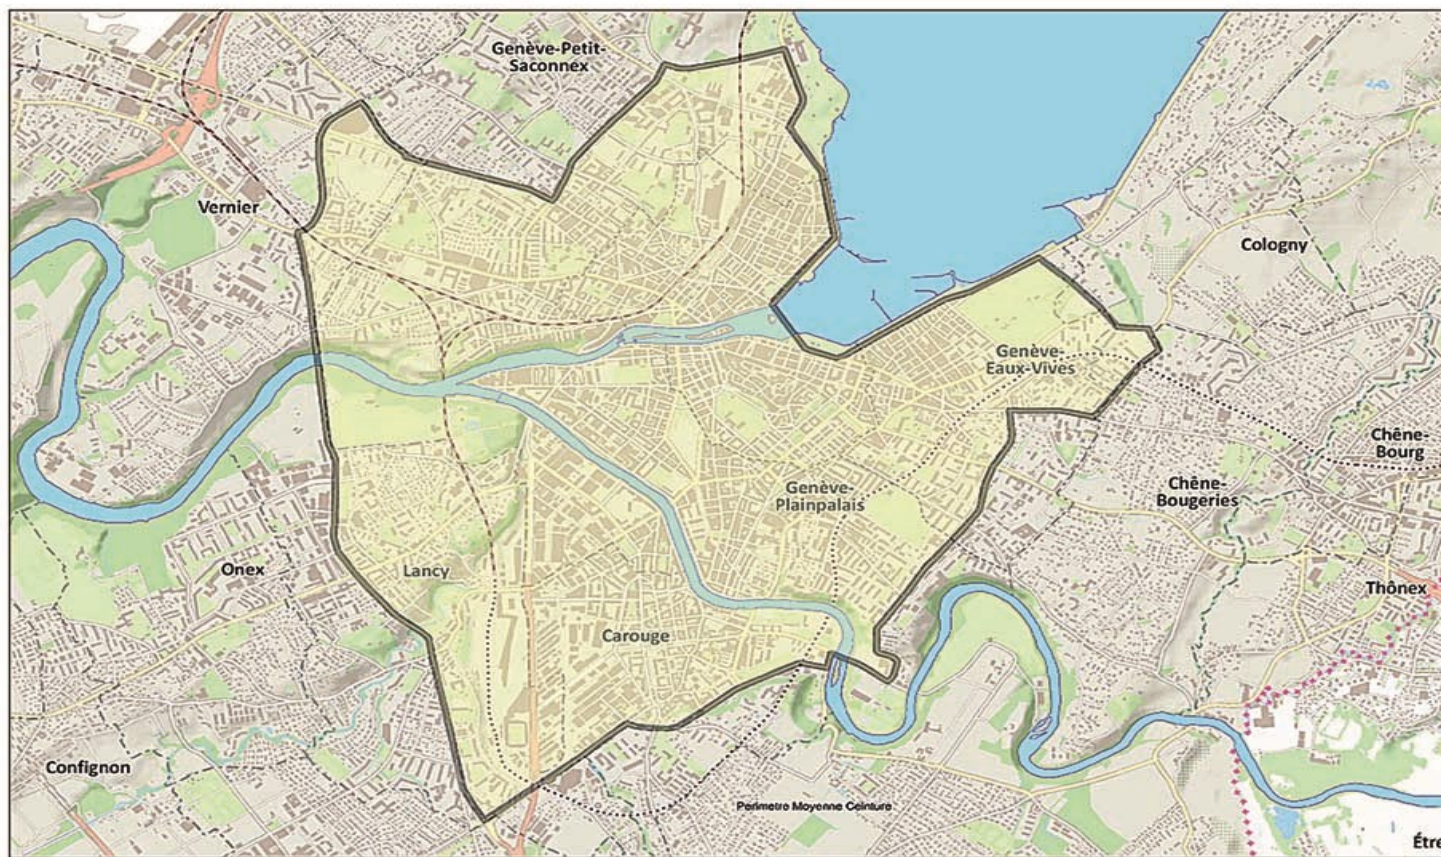 Genève-Petit-
Saconnex
Vernier
Cologny
Genève-
Eaux-Vives
Chêne-
Bourg
Chêne-
Bougeries
Genève-
Plainpalais
Onex
Lancy
Thônex
Carouge
Confignon
Perimetre Moyenne Ceinture
Étre